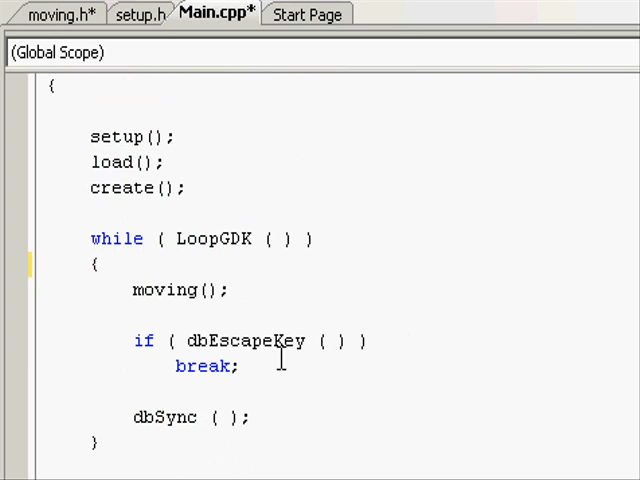 moving.h* setup.h Main.cpp* Start Page
(Global Scope)
{
setup();
load();
create();
while ( LoopGDK ( ) )
{
moving();
if ( dbEscapeKey ( ) )
break;
dbSync ( );
}